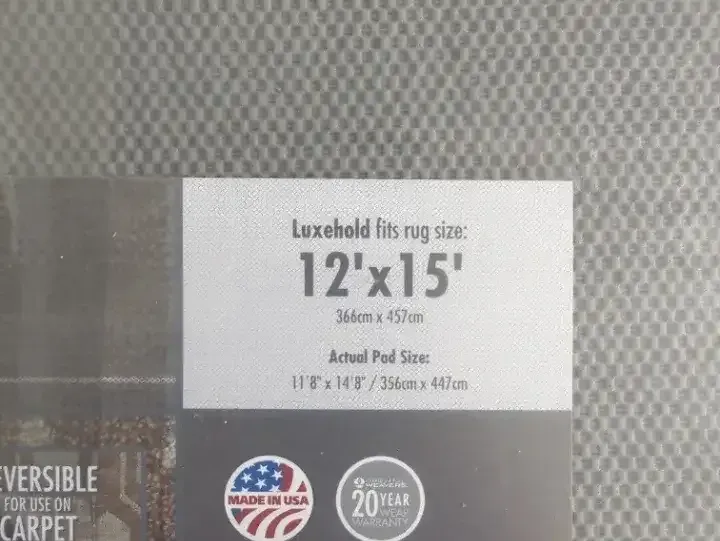 Luxehold fits rug size:
12'x15'
366cm x 457cm
Actual Pad Size:
11'8" x 14'8" / 356cm x 447cm
EVERSIBLE
FOR USE ON
CARPET
MADE IN USA
WEAVERS
20 YEAR
WEAR
WARRANTY